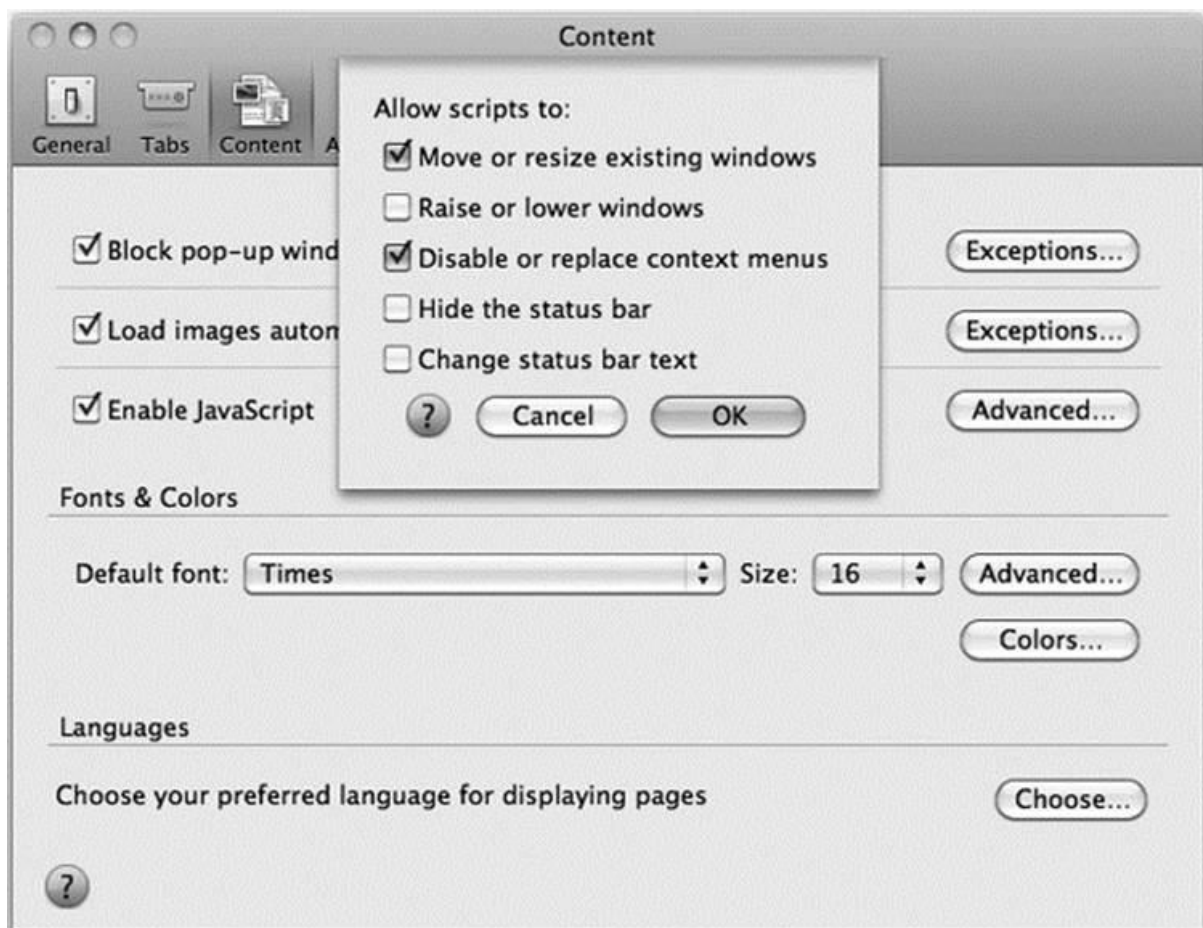 Content
General Tabs Content A
Allow scripts to:
Move or resize existing windows
Raise or lower windows
Disable or replace context menus
Hide the status bar
Change status bar text
? Cancel OK
Block pop-up wind Exceptions...
Load images auton Exceptions...
Enable JavaScript Advanced...
Fonts & Colors
Default font: Times Size: 16 Advanced...
Colors...
Languages
Choose your preferred language for displaying pages Choose...
?